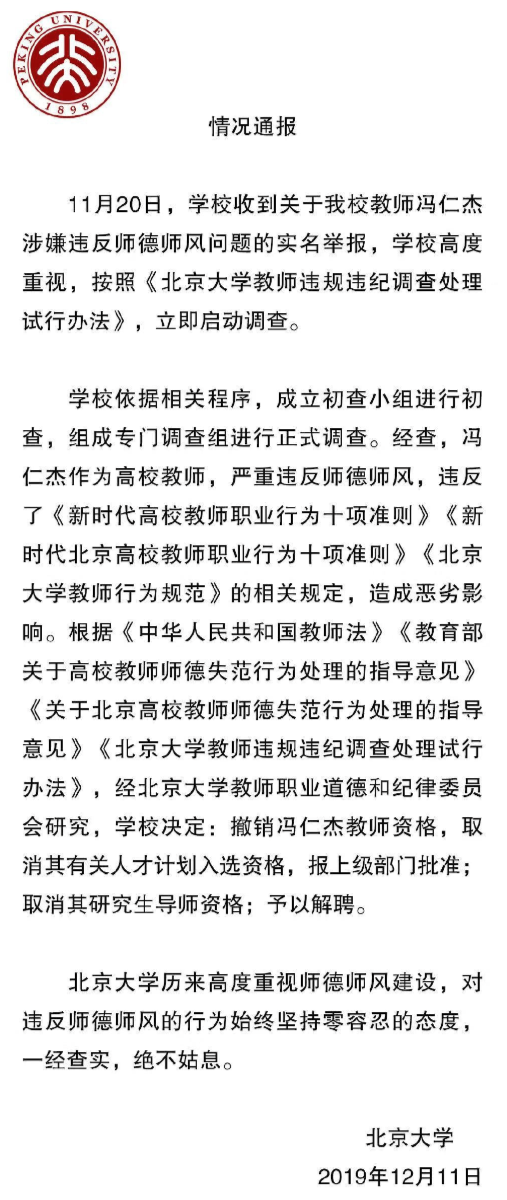 PEKING UNIVERSITY
1898
情况通报
11月20日，学校收到关于我校教师冯仁杰
涉嫌违反师德师风问题的实名举报，学校高度
重视，按照《北京大学教师违规违纪调查处理
试行办法》，立即启动调查。
学校依据相关程序，成立初查小组进行初
查，组成专门调查组进行正式调查。经查，冯
仁杰作为高校教师，严重违反师德师风，违反
了《新时代高校教师职业行为十项准则》《新
时代北京高校教师职业行为十项准则》《北京
大学教师行为规范》的相关规定，造成恶劣影
响。根据《中华人民共和国教师法》《教育部
关于高校教师师德失范行为处理的指导意见》
《关于北京高校教师师德失范行为处理的指导
意见》《北京大学教师违规违纪调查处理试行
办法》，经北京大学教师职业道德和纪律委员
会研究，学校决定：撤销冯仁杰教师资格，取
消其有关人才计划入选资格，报上级部门批准；
取消其研究生导师资格；予以解聘。
北京大学历来高度重视师德师风建设，对
违反师德师风的行为始终坚持零容忍的态度，
一经查实，绝不姑息。
北京大学
2019年12月11日